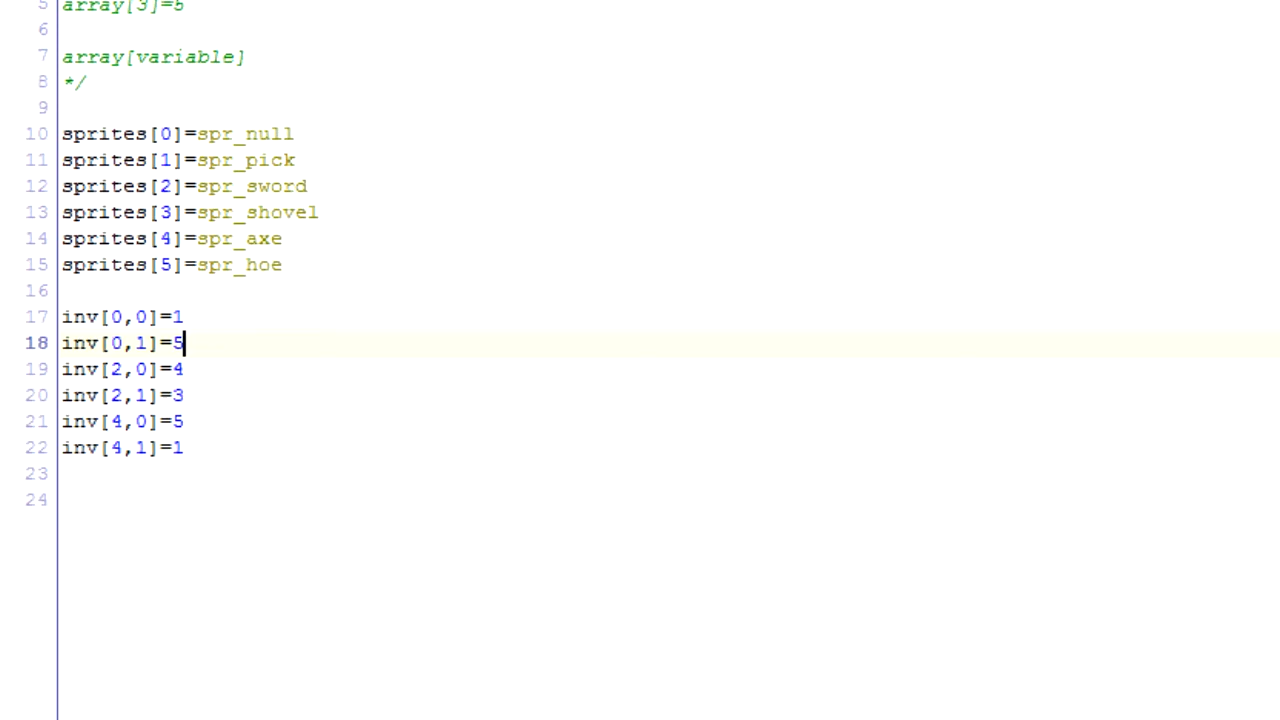 5 array[3]=5
6
7 array[variable]
8 */
9
10 sprites[0]=spr_null
11 sprites[1]=spr_pick
12 sprites[2]=spr_sword
13 sprites[3]=spr_shovel
14 sprites[4]=spr_axe
15 sprites[5]=spr_hoe
16
17 inv[0,0]=1
18 inv[0,1]=5
19 inv[2,0]=4
20 inv[2,1]=3
21 inv[4,0]=5
22 inv[4,1]=1
23
24